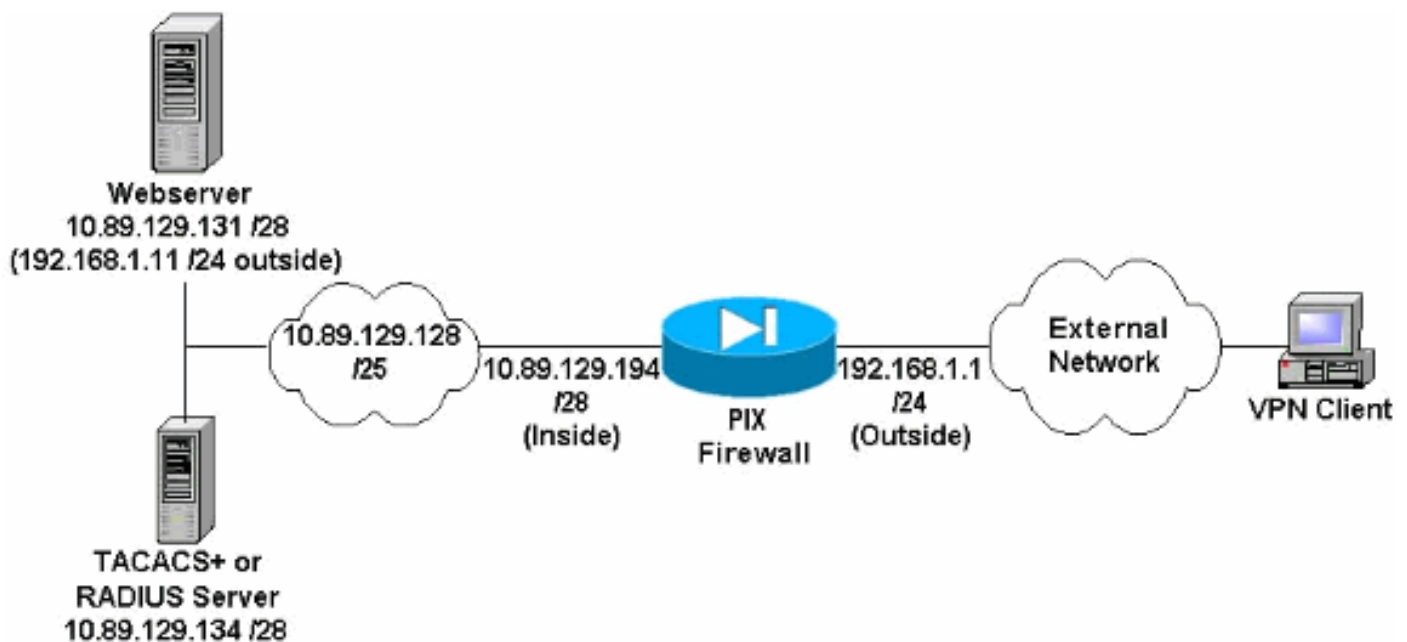 Webserver
10.89.129.131 /28
(192.168.1.11 /24 outside)
10.89.129.128
/25
10.89.129.194
/28
(Inside)
PIX
Firewall
192.168.1.1
/24
(Outside)
External
Network
VPN Client
TACACS+ or
RADIUS Server
10.89.129.134 /28